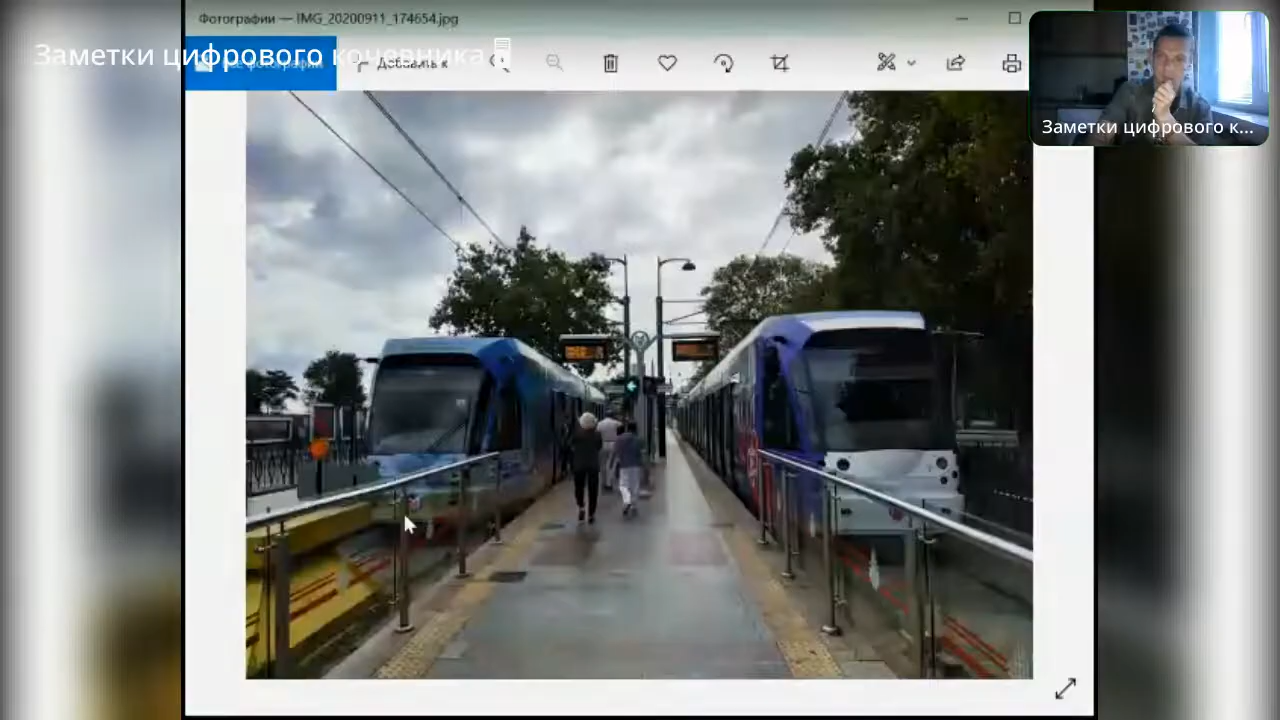 Фотографии — IMG_20200911_174654.jpg
Заметки цифрового кочевника
Добавить к
Заметки цифрового к...